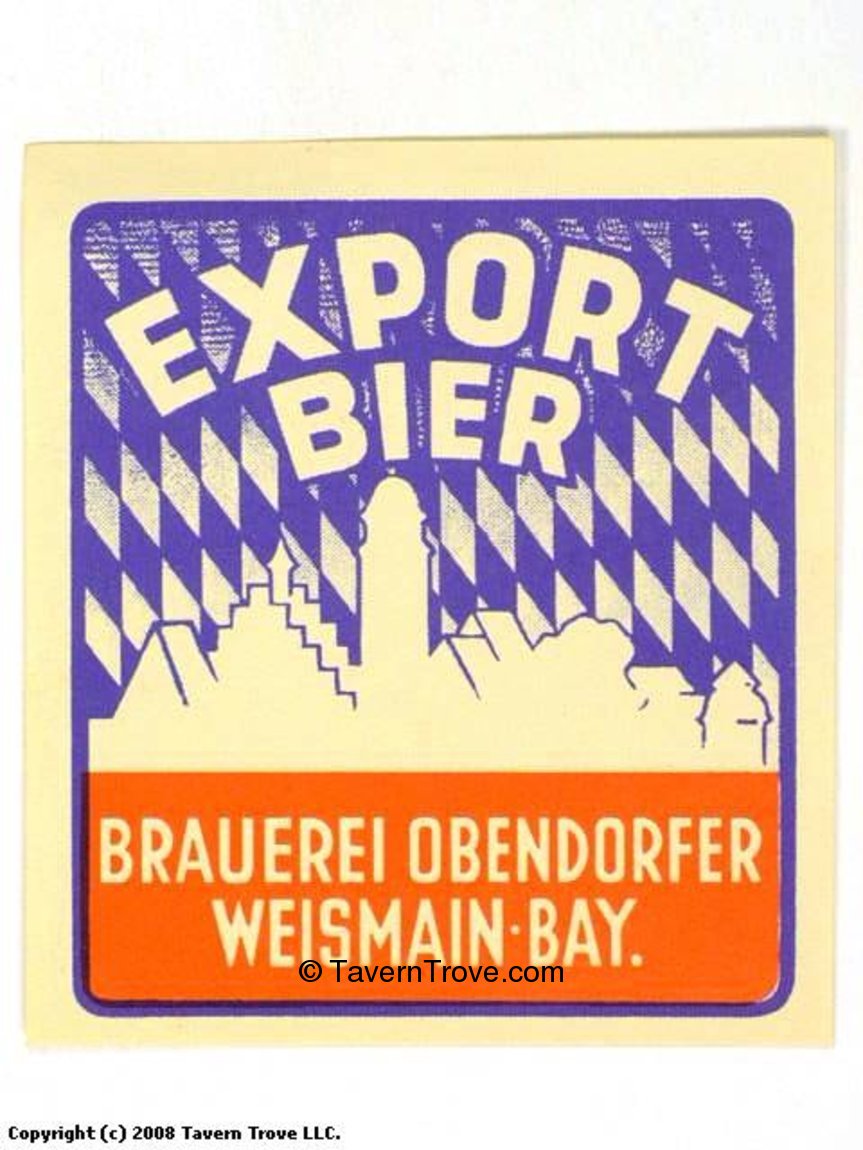 EXPORT
BIER
BRAUEREI OBENDORFER
WEISMAIN·BAY.
© TavernTrove.com
Copyright (c) 2008 Tavern Trove LLC.